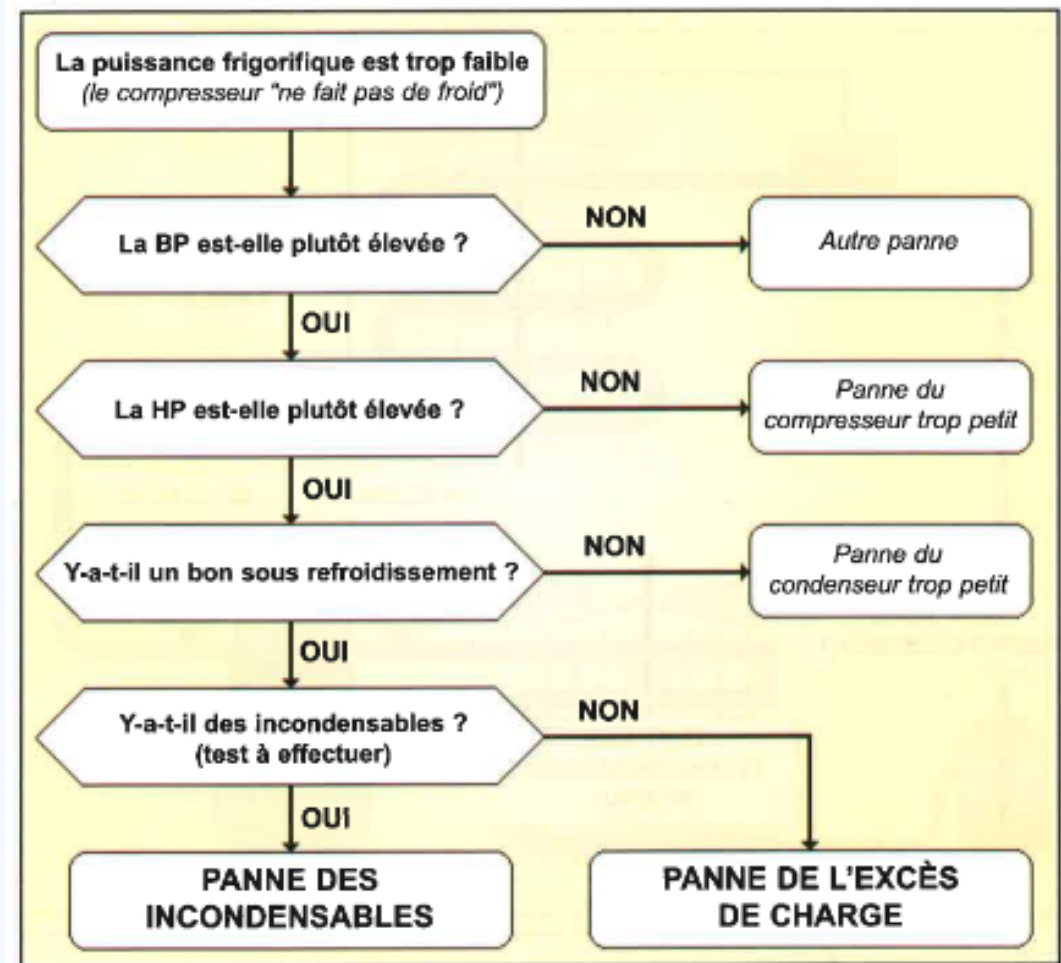 La puissance frigorifique est trop faible
(le compresseur "ne fait pas de froid")
La BP est-elle plutôt élevée ?
NON
Autre panne
OUI
La HP est-elle plutôt élevée ?
NON
Panne du
compresseur trop petit
OUI
Y-a-t-il un bon sous refroidissement ?
NON
Panne du
condenseur trop petit
OUI
Y-a-t-il des incondensables ?
(test à effectuer)
NON
OUI
PANNE DES
INCONDENSABLES
PANNE DE L'EXCÈS
DE CHARGE